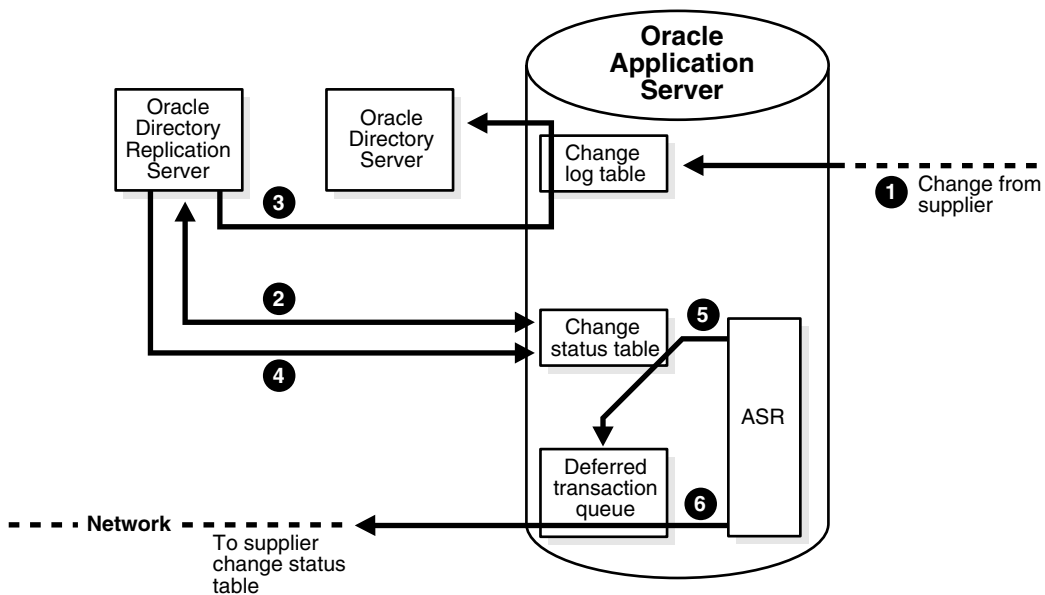 Oracle
Application
Server
Oracle
Directory
Replication
Server
Oracle
Directory
Server
Change
log table
1
Change from
supplier
3
2
Change
status table
5
4
ASR
Deferred
transaction
queue
6
Network
To supplier
change status
table